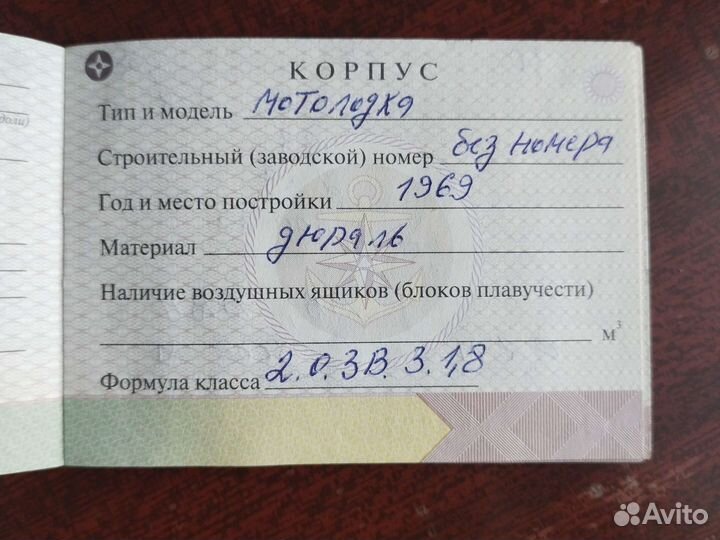 КОРПУС
Тип и модель мотолодка
Строительный (заводской) номер без номера
Год и место постройки 1969
Материал дюраль
Наличие воздушных ящиков (блоков плавучести)
м³
Формула класса 2.0.3В.3.1,8
Avito